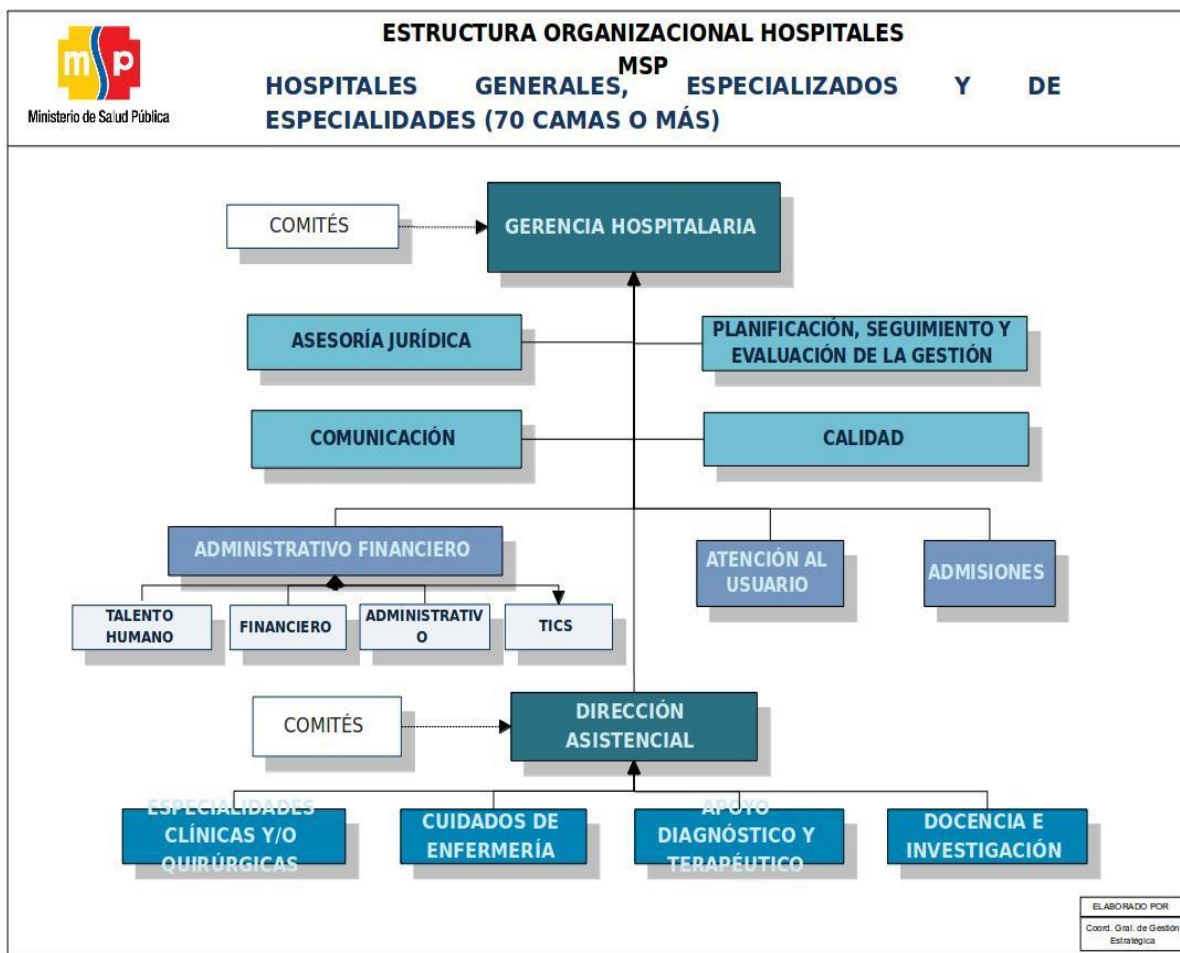 ESTRUCTURA ORGANIZACIONAL HOSPITALES
MSP
HOSPITALES GENERALES, ESPECIALIZADOS Y DE
ESPECIALIDADES (70 CAMAS O MÁS)
msp
Ministerio de Salud Pública
COMITÉS
GERENCIA HOSPITALARIA
ASESORÍA JURÍDICA
PLANIFICACIÓN, SEGUIMIENTO Y
EVALUACIÓN DE LA GESTIÓN
COMUNICACIÓN
CALIDAD
ADMINISTRATIVO FINANCIERO
ATENCIÓN AL
USUARIO
ADMISIONES
TALENTO
HUMANO
FINANCIERO
ADMINISTRATIV
O
TICS
COMITÉS
DIRECCIÓN
ASISTENCIAL
ESPECIALIDADES
CLÍNICAS Y/O
QUIRÚRGICAS
CUIDADOS DE
ENFERMERÍA
APOYO
DIAGNÓSTICO Y
TERAPÉUTICO
DOCENCIA E
INVESTIGACIÓN
ELABORADO POR
Coord. Gral. de Gestión
Estratégica